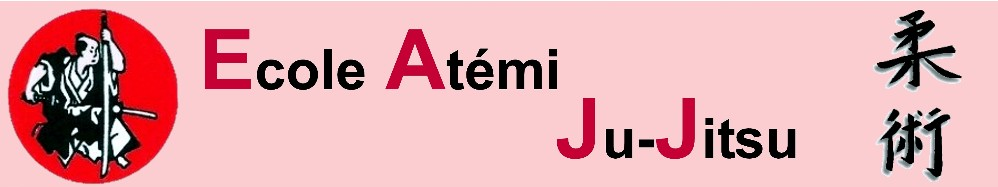 Ecole Atémi
Ju-Jitsu
柔
術